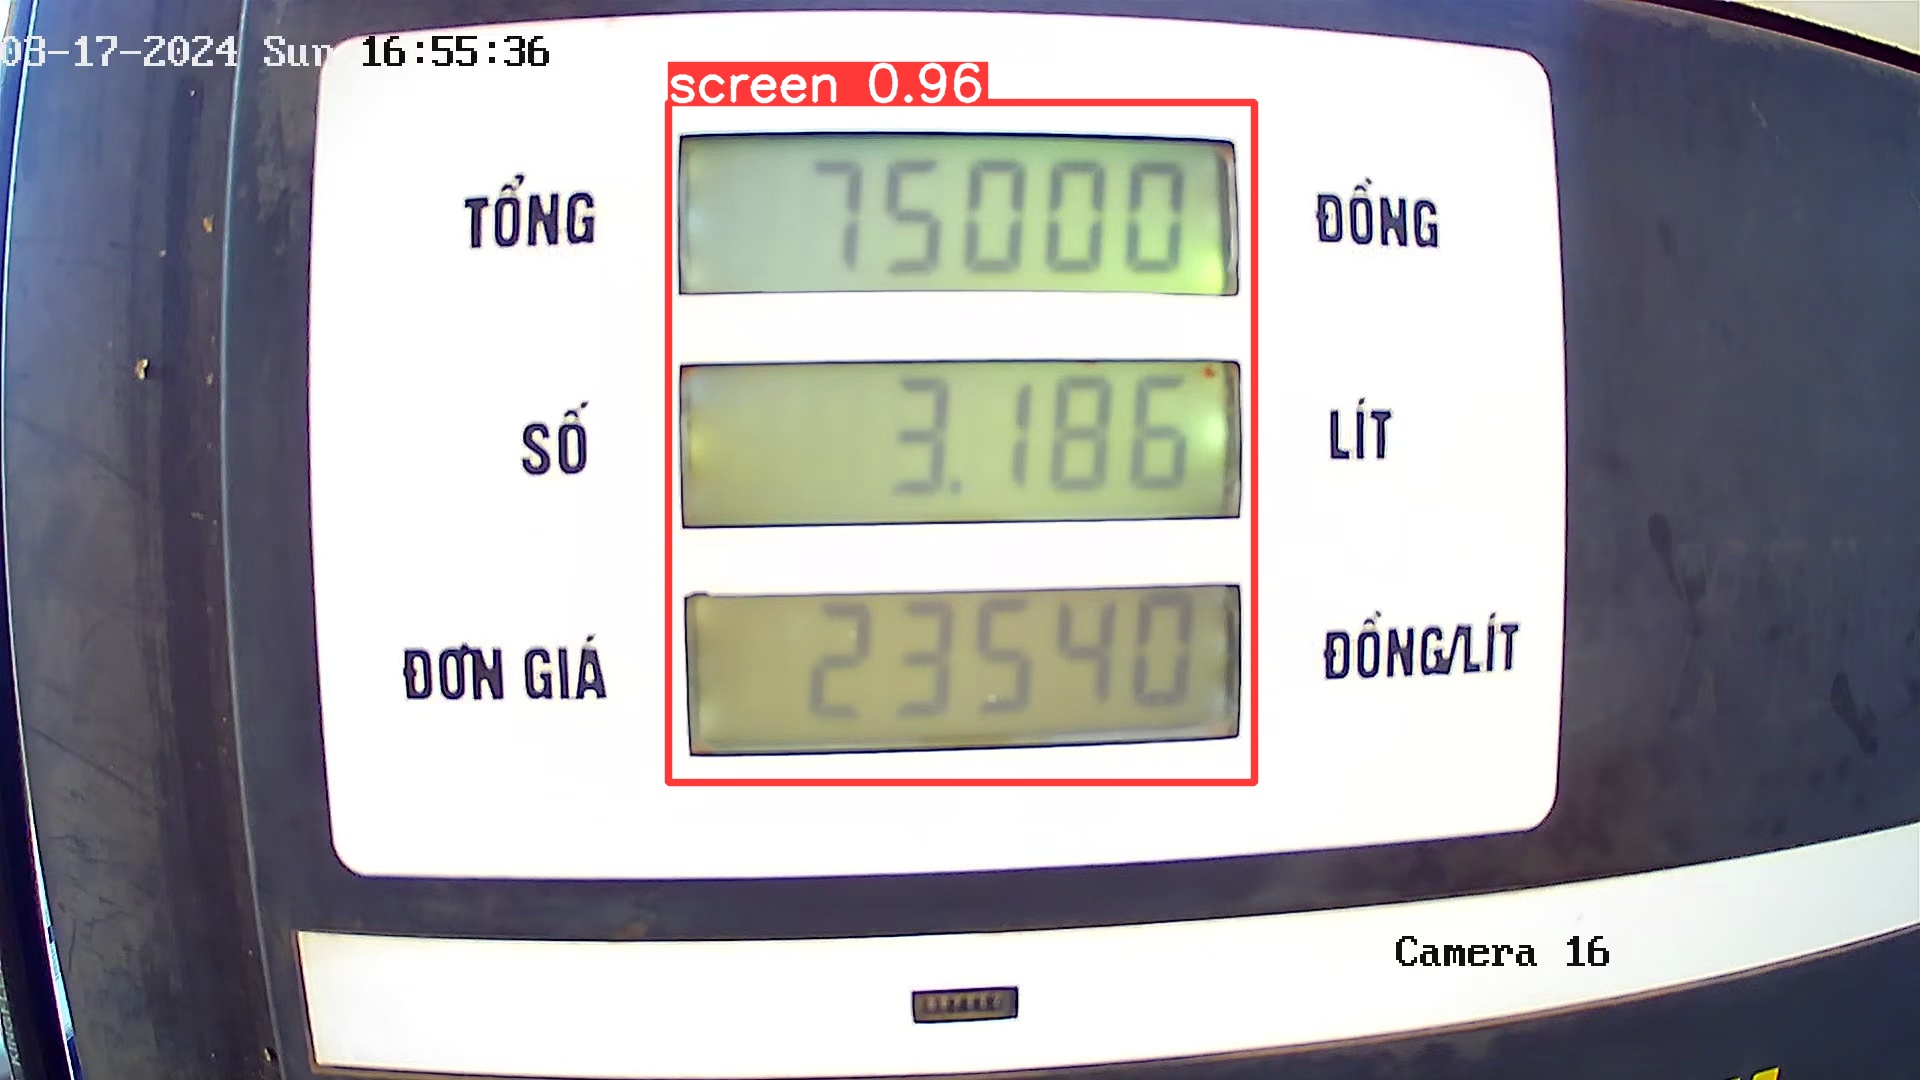 03-17-2024 Sun 16:55:36
screen 0.96
TỔNG 75000 ĐỒNG
SỐ 3.186 LÍT
ĐƠN GIÁ 23540 ĐỒNG/LÍT
Camera 16